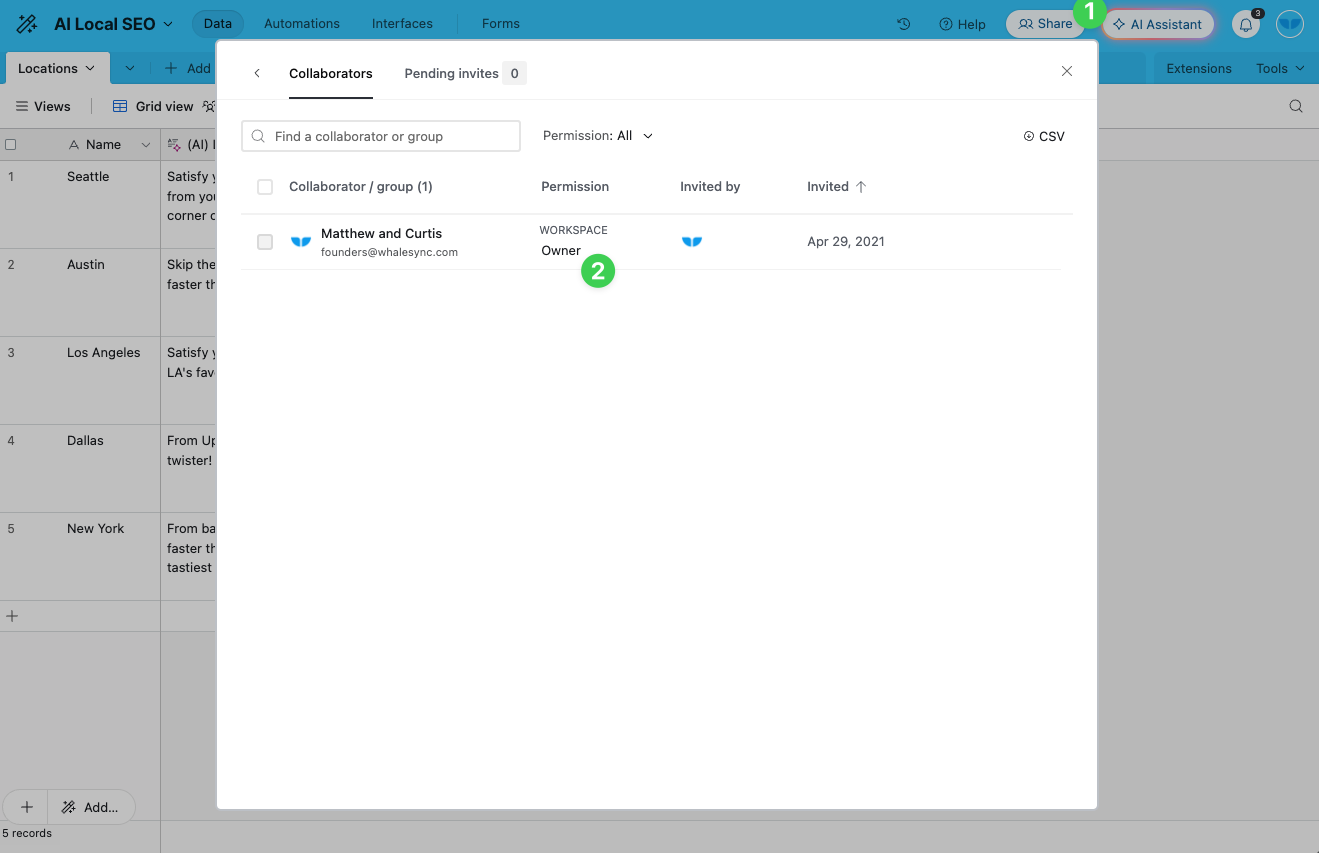 AI Local SEO
Data
Automations
Interfaces
Forms
Help
Share
1
AI Assistant
3
Locations
Add
Extensions
Tools
Views
Grid view
Collaborators
Pending invites 0
Find a collaborator or group
Permission: All
CSV
Collaborator / group (1)
Permission
Invited by
Invited
Matthew and Curtis
founders@whalesync.com
WORKSPACE
Owner
2
Apr 29, 2021
Name
(AI)
1
Seattle
Satisfy
from you
corner
2
Austin
Skip the
faster th
3
Los Angeles
Satisfy
LA's fav
4
Dallas
From Up
twister!
5
New York
From ba
faster th
tastiest
Add...
5 records